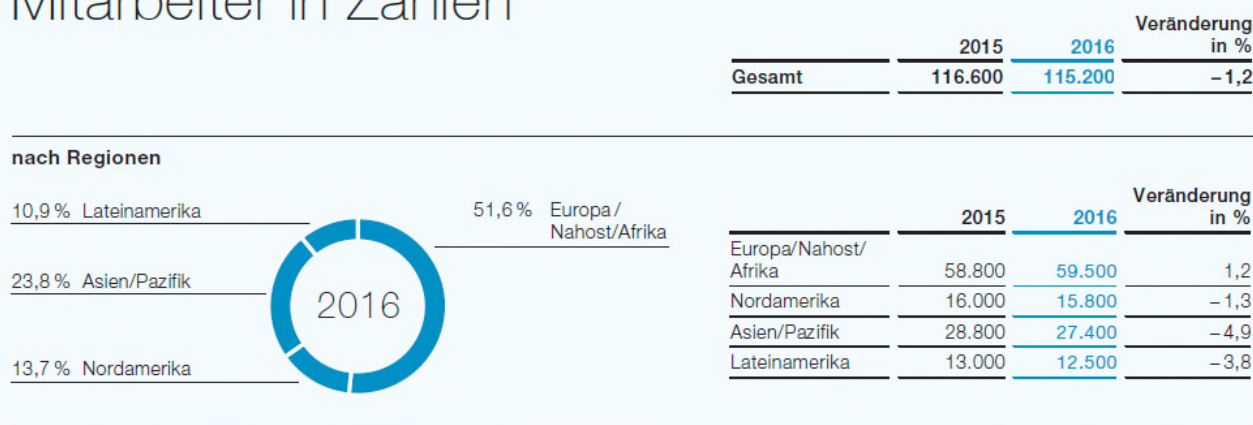 Mitarbeiter in Zahlen
Veränderung
2015 2016 in %
Gesamt 116.600 115.200 –1,2
nach Regionen
10,9 % Lateinamerika
51,6 % Europa/
Nahost/Afrika
23,8 % Asien/Pazifik
2016
13,7 % Nordamerika
Veränderung
2015 2016 in %
Europa/Nahost/
Afrika 58.800 59.500 1,2
Nordamerika 16.000 15.800 –1,3
Asien/Pazifik 28.800 27.400 –4,9
Lateinamerika 13.000 12.500 –3,8